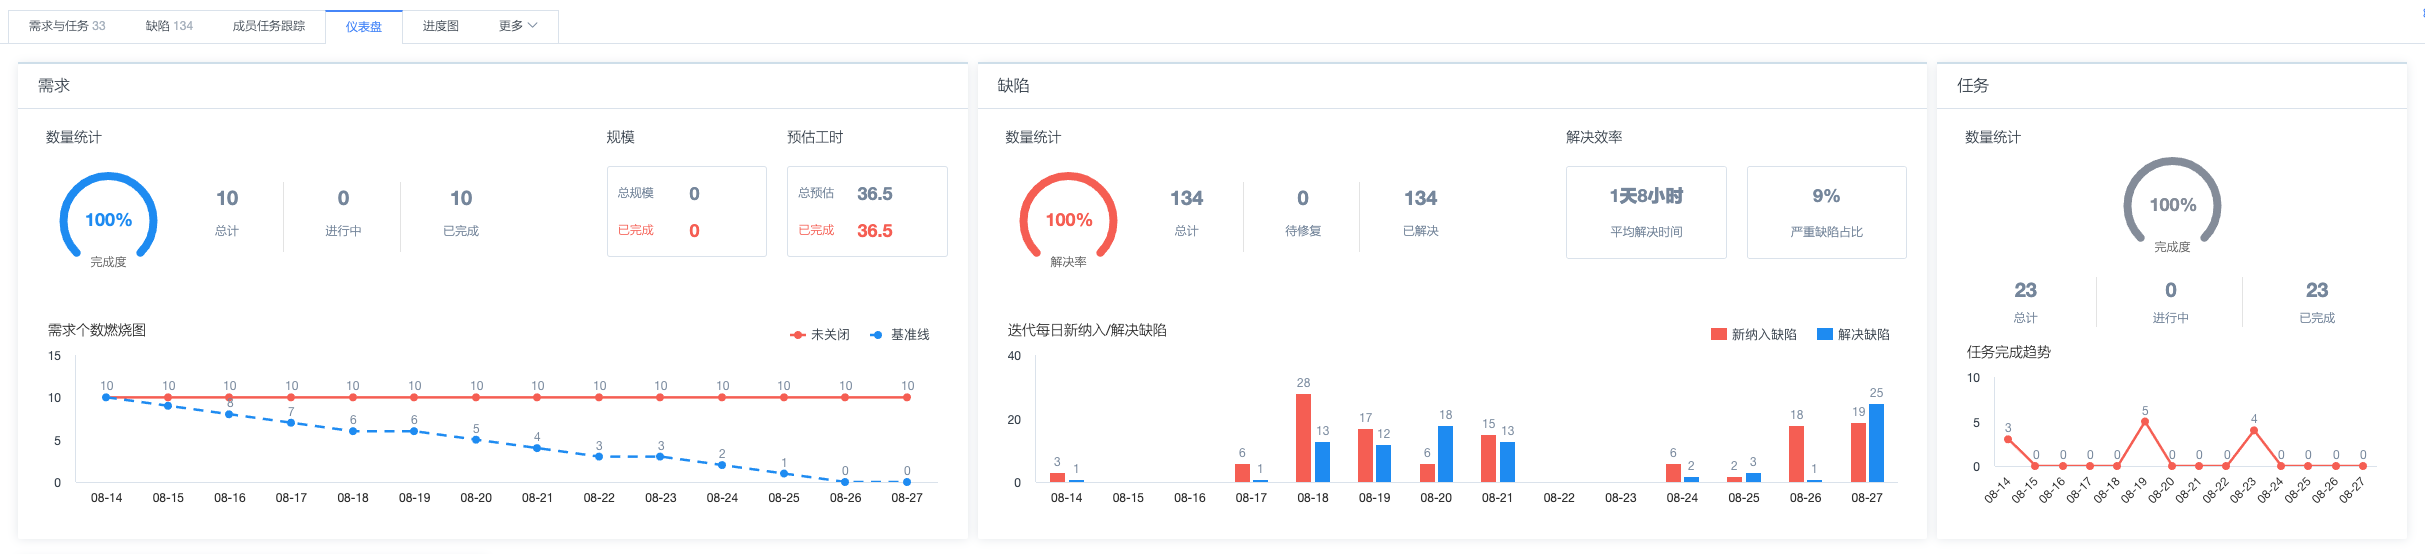 需求与任务 33 缺陷 134 成员任务跟踪 仪表盘 进度图 更多
需求
数量统计
100%
完成度
10
总计
0
进行中
10
已完成
规模
总规模 0
已完成 0
预估工时
总预估 36.5
已完成 36.5
需求个数燃烧图
未关闭 基准线
15
10
5
0
10 10 10 10 10 10 10 10 10 10 10 10 10 10
8 7 6 6 5 4 3 3 2 1 0 0
08-14 08-15 08-16 08-17 08-18 08-19 08-20 08-21 08-22 08-23 08-24 08-25 08-26 08-27
缺陷
数量统计
100%
解决率
134
总计
0
待修复
134
已解决
解决效率
1天8小时
平均解决时间
9%
严重缺陷占比
迭代每日新纳入/解决缺陷
新纳入缺陷 解决缺陷
40
20
0
3 1 6 1 28 13 17 12 6 18 15 13 6 2 2 3 18 1 19 25
08-14 08-15 08-16 08-17 08-18 08-19 08-20 08-21 08-22 08-23 08-24 08-25 08-26 08-27
任务
数量统计
100%
完成度
23
总计
0
进行中
23
已完成
任务完成趋势
10
5
0
3 0 0 0 0 5 0 0 0 4 0 0 0 0
08-14 08-15 08-16 08-17 08-18 08-19 08-20 08-21 08-22 08-23 08-24 08-25 08-26 08-27